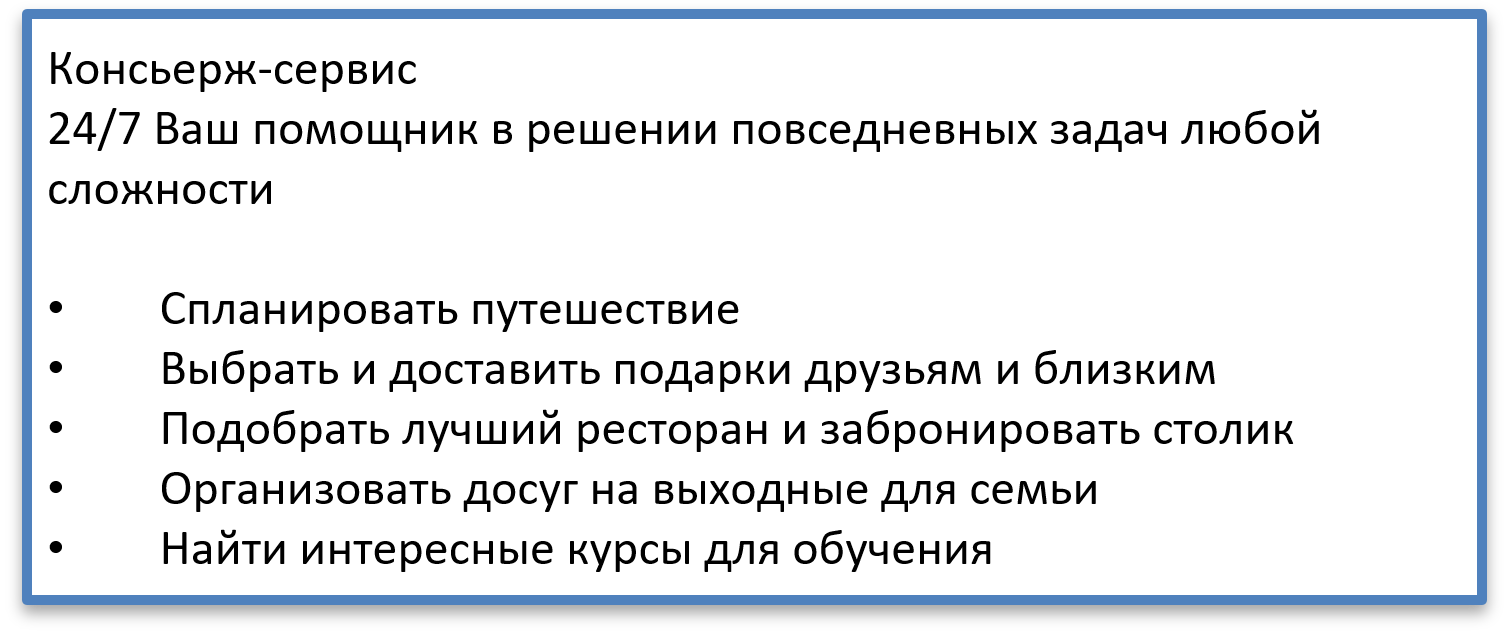 Консьерж-сервис
24/7 Ваш помощник в решении повседневных задач любой
сложности
• Спланировать путешествие
• Выбрать и доставить подарки друзьям и близким
• Подобрать лучший ресторан и забронировать столик
• Организовать досуг на выходные для семьи
• Найти интересные курсы для обучения